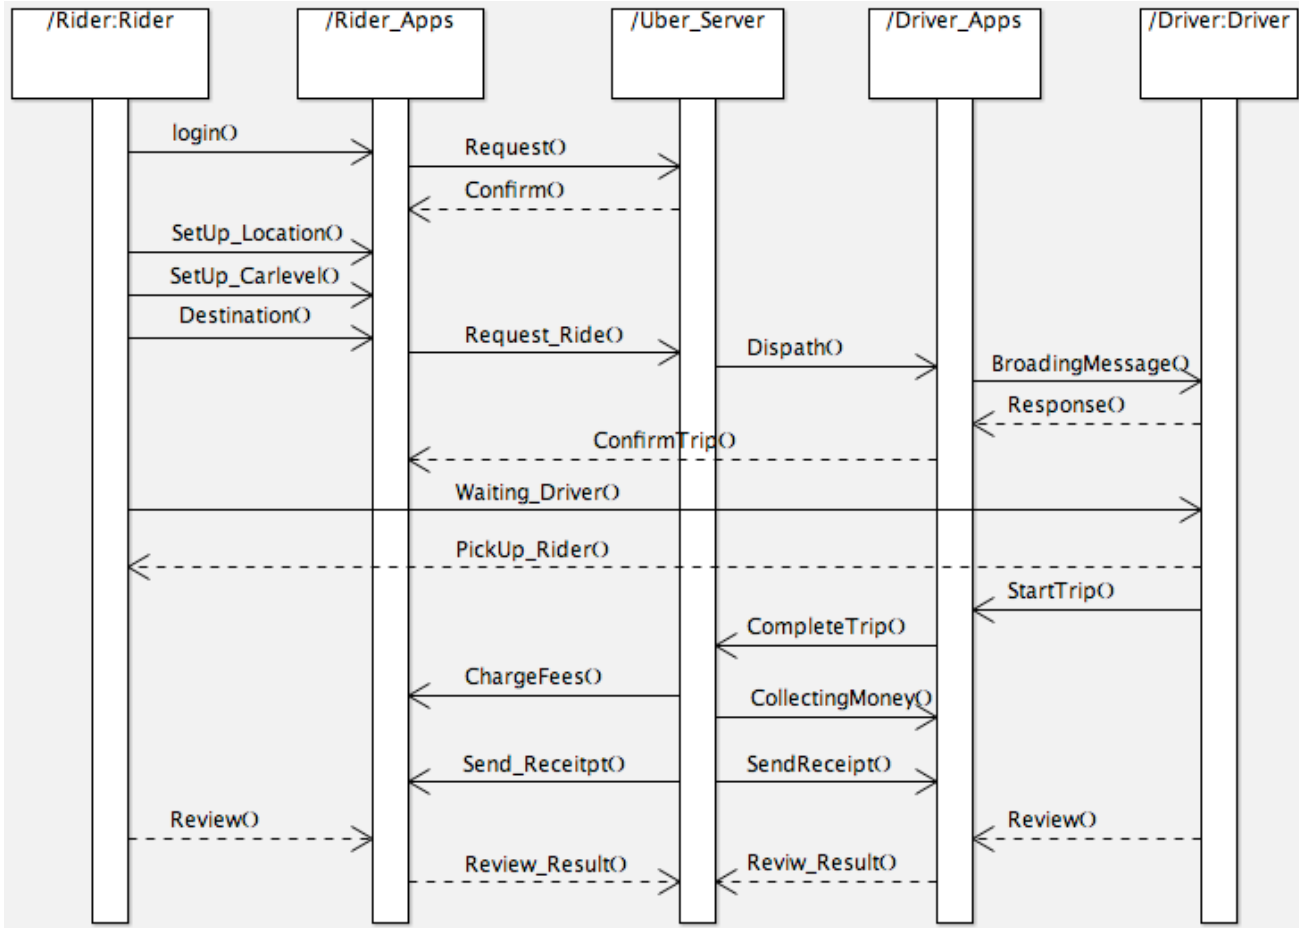 /Rider:Rider
/Rider_Apps
/Uber_Server
/Driver_Apps
/Driver:Driver
login()
Request()
Confirm()
SetUp_Location()
SetUp_Carlevel()
Destination()
Request_Ride()
Dispath()
BroadingMessage()
Response()
ConfirmTrip()
Waiting_Driver()
PickUp_Rider()
StartTrip()
CompleteTrip()
ChargeFees()
CollectingMoney()
Send_Receitpt()
SendReceipt()
Review()
Review()
Review_Result()
Reviw_Result()